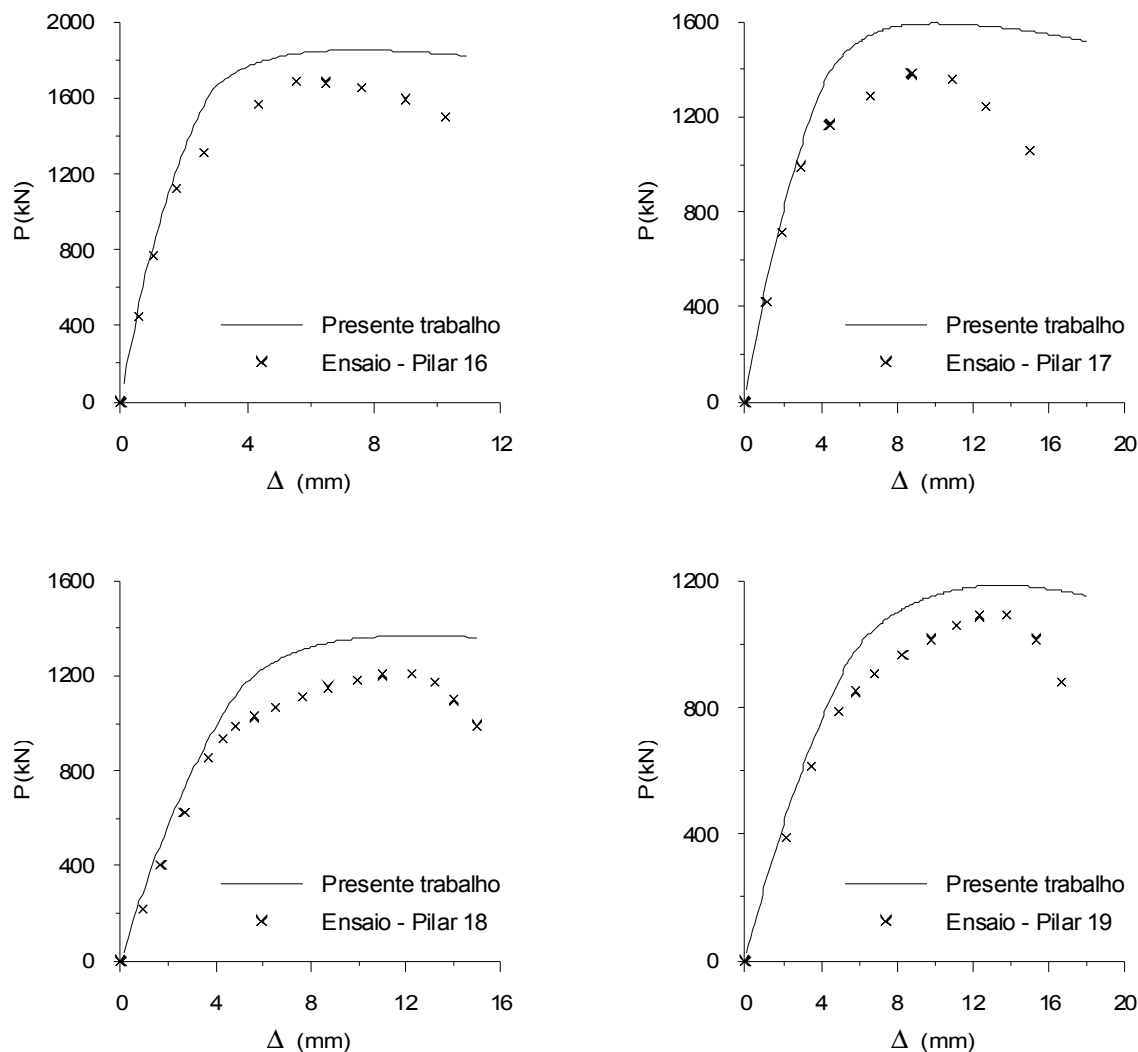 2000
1600
1200
800
400
0
P(kN)
Presente trabalho
Ensaio - Pilar 16
0 4 8 12
Δ (mm)
1600
1200
800
400
0
P(kN)
Presente trabalho
Ensaio - Pilar 17
0 4 8 12 16 20
Δ (mm)
1600
1200
800
400
0
P(kN)
Presente trabalho
Ensaio - Pilar 18
0 4 8 12 16
Δ (mm)
1200
800
400
0
P(kN)
Presente trabalho
Ensaio - Pilar 19
0 4 8 12 16 20
Δ (mm)